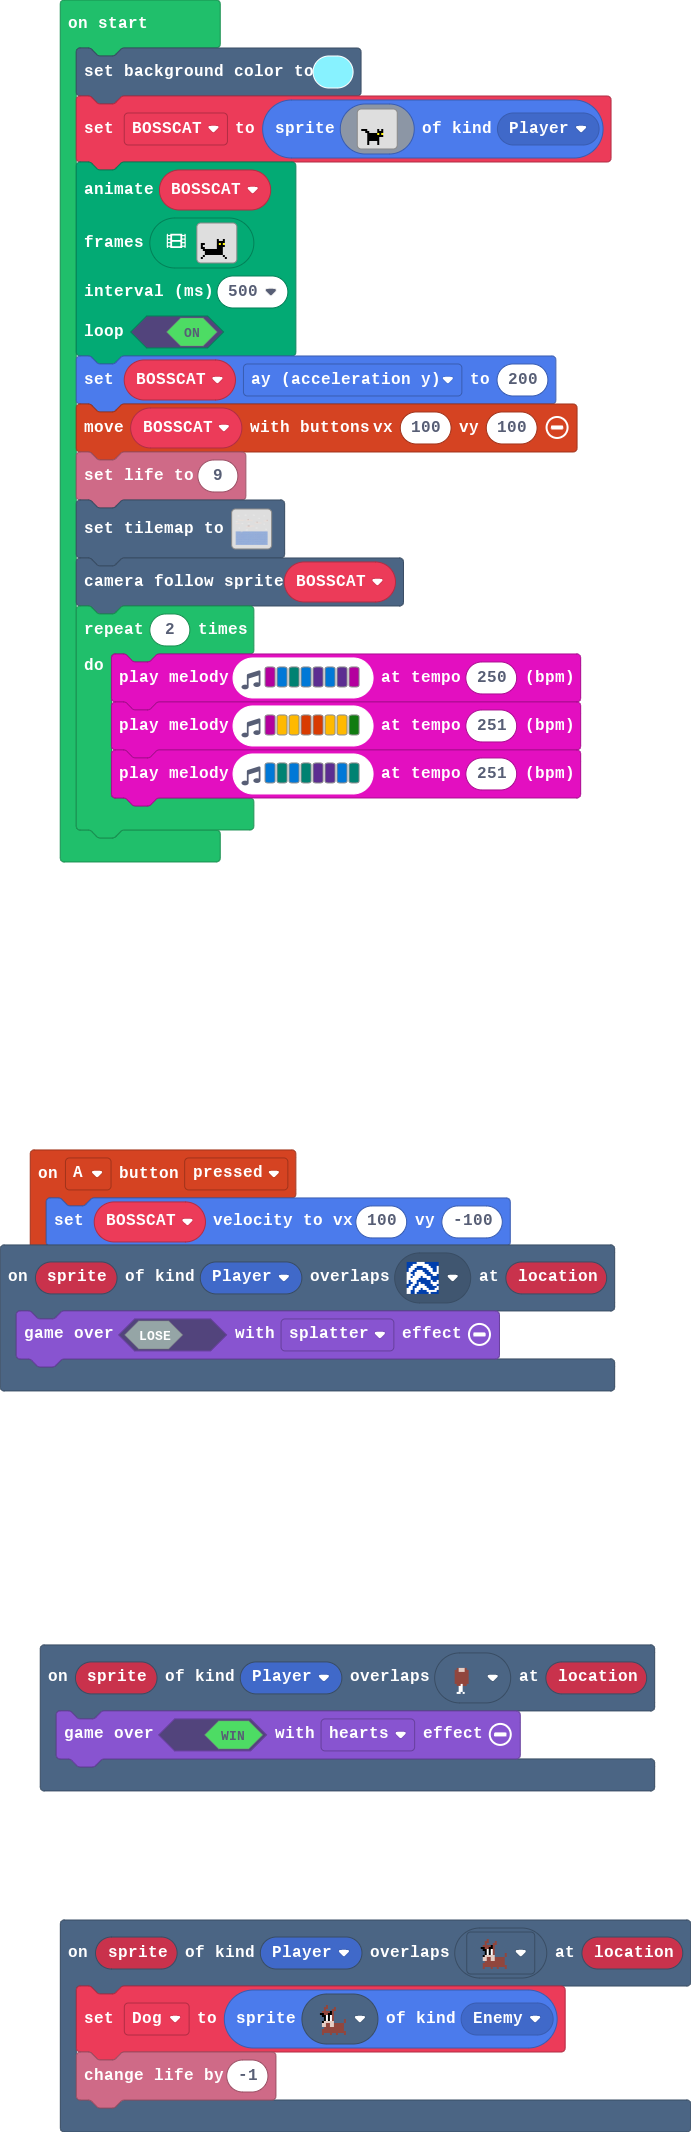 on start
set background color to
set BOSSCAT to sprite of kind Player
animate BOSSCAT
frames
interval (ms) 500
loop ON
set BOSSCAT ay (acceleration y) to 200
move BOSSCAT with buttons vx 100 vy 100
set life to 9
set tilemap to
camera follow sprite BOSSCAT
repeat 2 times
do
play melody at tempo 250 (bpm)
play melody at tempo 251 (bpm)
play melody at tempo 251 (bpm)
on A button pressed
set BOSSCAT velocity to vx 100 vy -100
on sprite of kind Player overlaps at location
game over LOSE with splatter effect
on sprite of kind Player overlaps at location
game over WIN with hearts effect
on sprite of kind Player overlaps at location
set Dog to sprite of kind Enemy
change life by -1